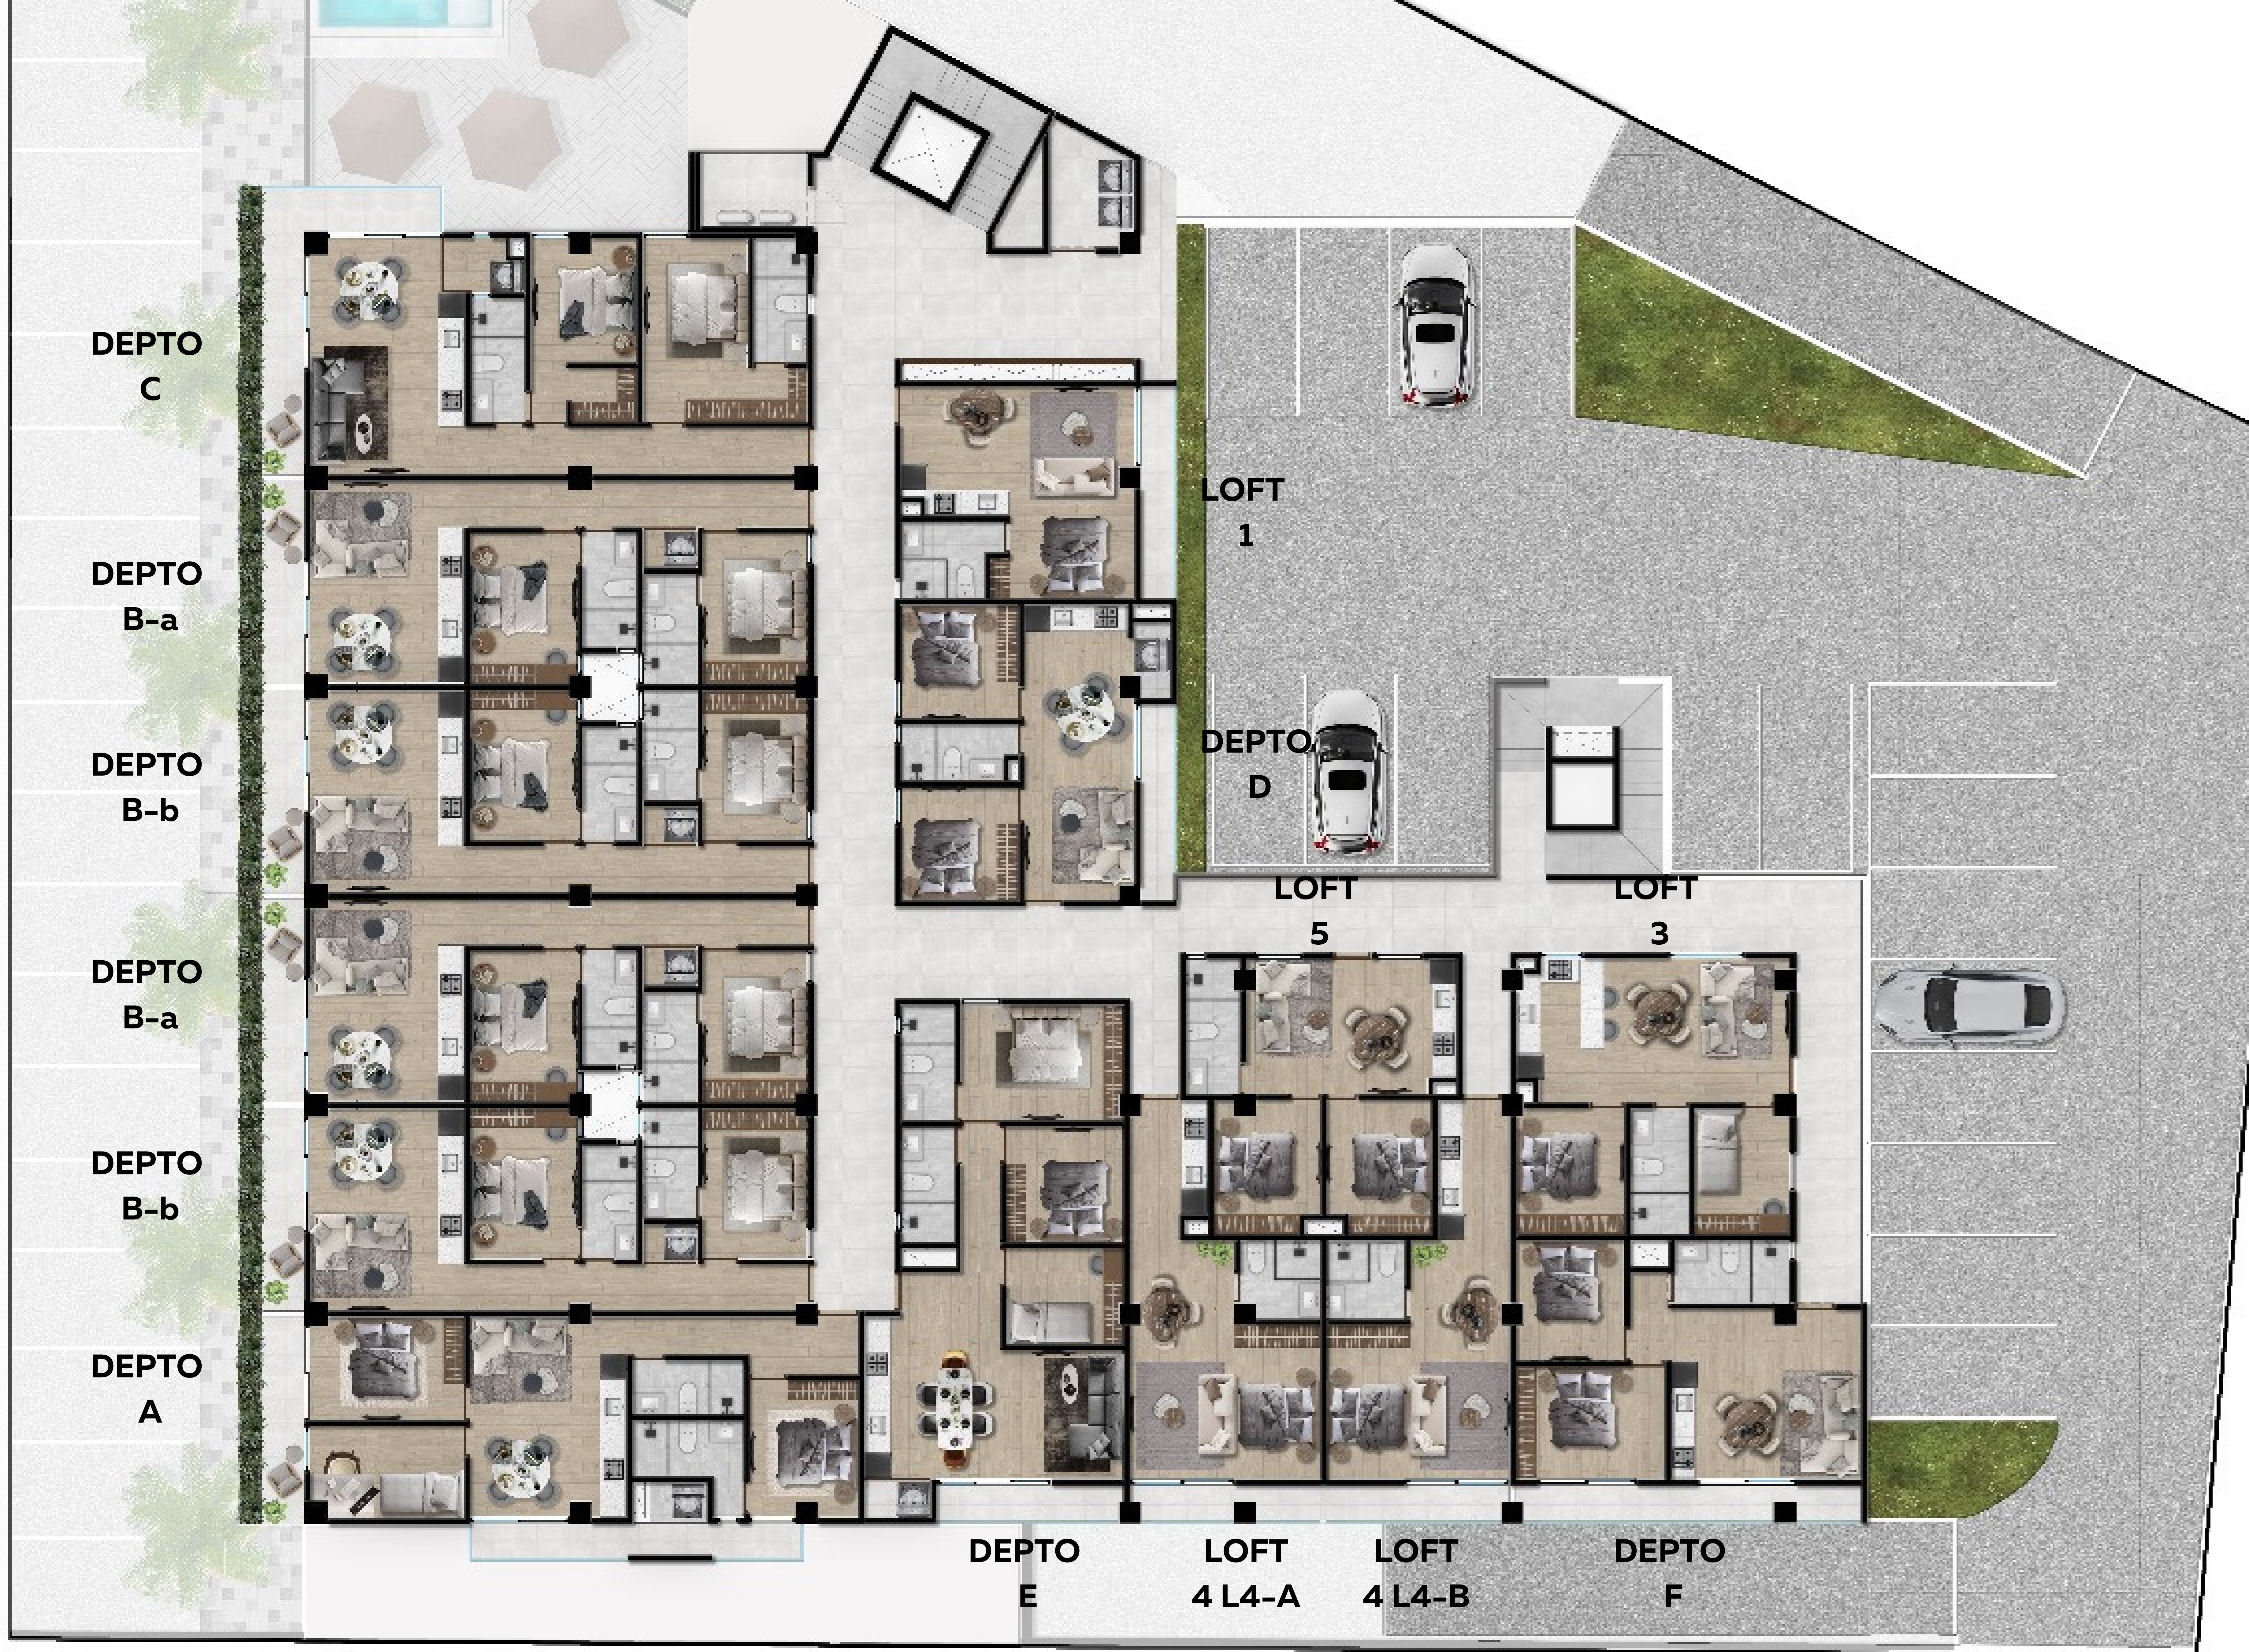 DEPTO
C
DEPTO
B-a
DEPTO
B-b
DEPTO
B-a
DEPTO
B-b
DEPTO
A
LOFT
1
DEPTO
D
LOFT
5
LOFT
3
DEPTO
E
LOFT
4 L4-A
LOFT
4 L4-B
DEPTO
F